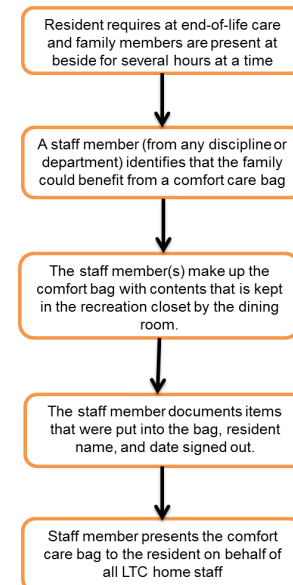 Resident requires at end-of-life care
and family members are present at
beside for several hours at a time
A staff member (from any discipline or
department) identifies that the family
could benefit from a comfort care bag
The staff member(s) make up the
comfort bag with contents that is kept
in the recreation closet by the dining
room.
The staff member documents items
that were put into the bag, resident
name, and date signed out.
Staff member presents the comfort
care bag to the resident on behalf of
all LTC home staff